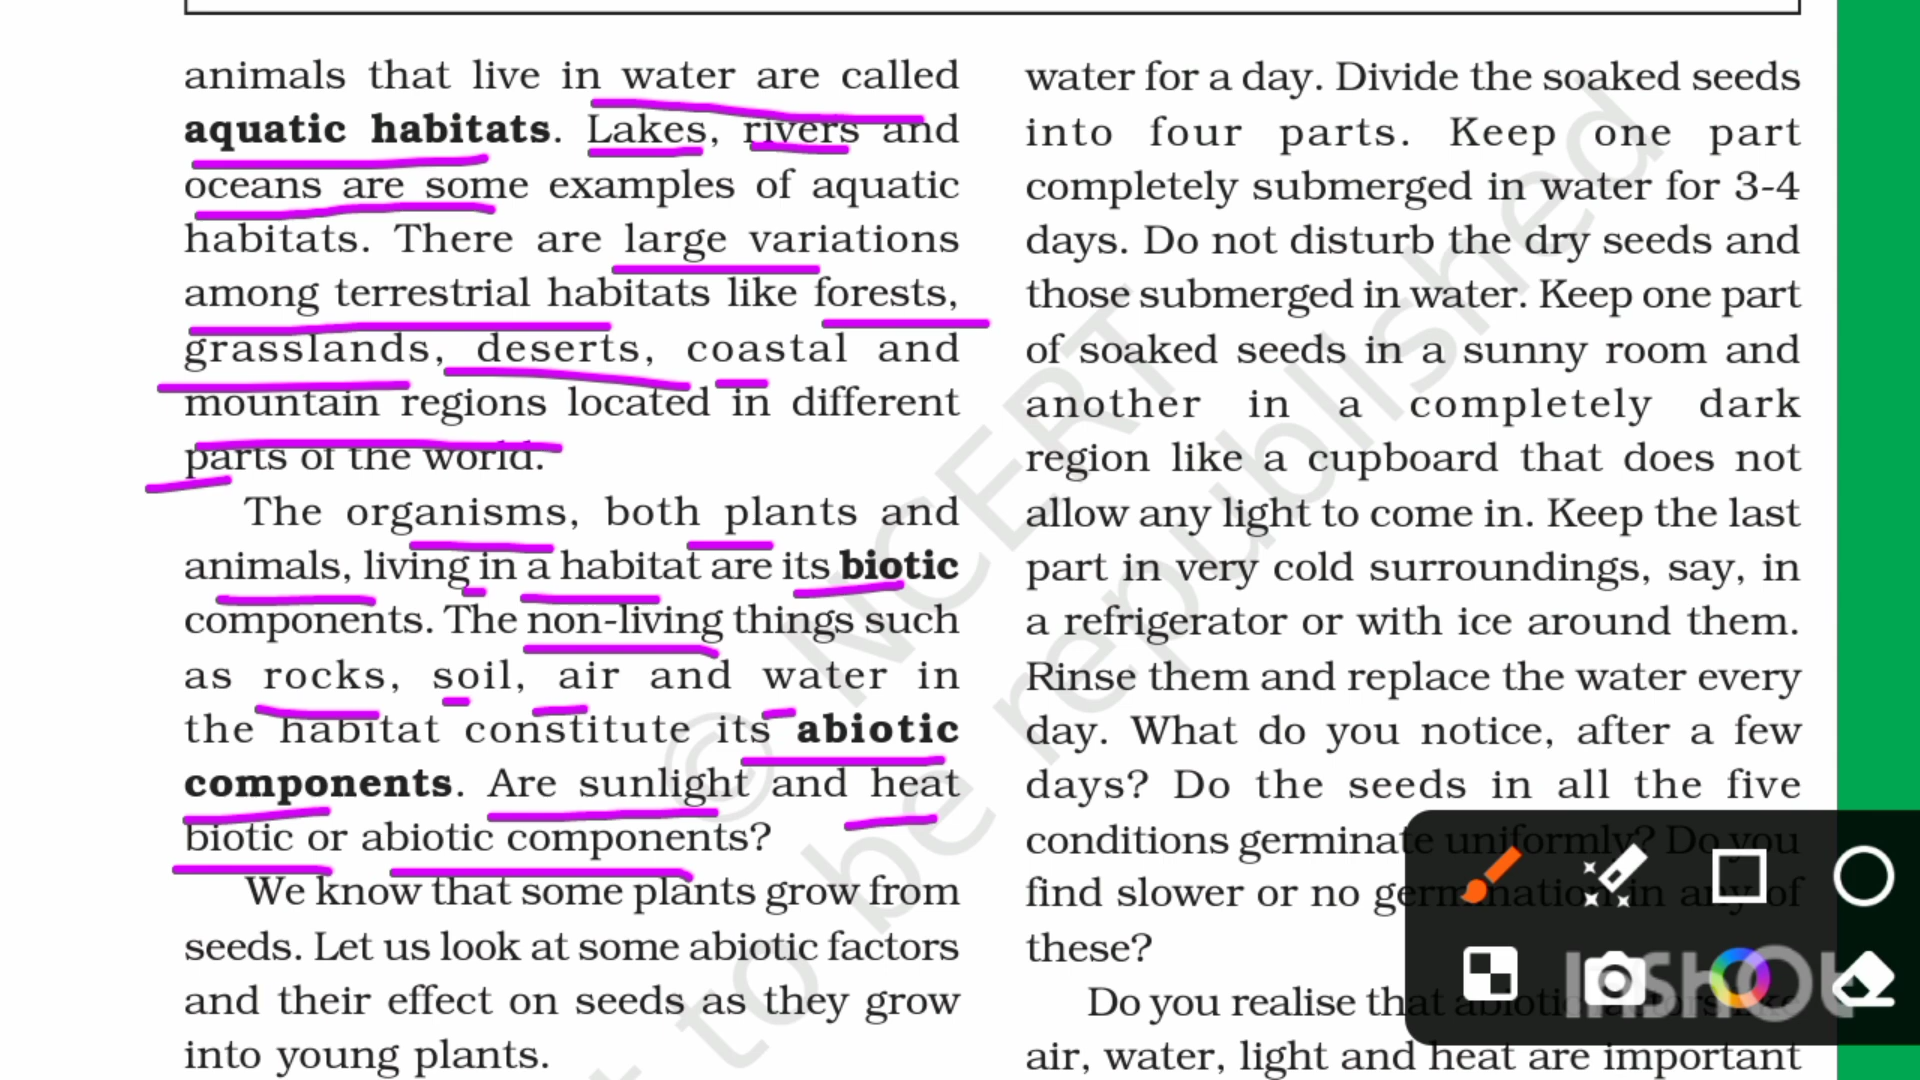 animals that live in water are called
aquatic habitats. Lakes, rivers and
oceans are some examples of aquatic
habitats. There are large variations
among terrestrial habitats like forests,
grasslands, deserts, coastal and
mountain regions located in different
parts of the world.
The organisms, both plants and
animals, living in a habitat are its biotic
components. The non-living things such
as rocks, soil, air and water in
the habitat constitute its abiotic
components. Are sunlight and heat
biotic or abiotic components?
We know that some plants grow from
seeds. Let us look at some abiotic factors
and their effect on seeds as they grow
into young plants.
water for a day. Divide the soaked seeds
into four parts. Keep one part
completely submerged in water for 3-4
days. Do not disturb the dry seeds and
those submerged in water. Keep one part
of soaked seeds in a sunny room and
another in a completely dark
region like a cupboard that does not
allow any light to come in. Keep the last
part in very cold surroundings, say, in
a refrigerator or with ice around them.
Rinse them and replace the water every
day. What do you notice, after a few
days? Do the seeds in all the five
conditions germinate uniformly? Do you
find slower or no germination in any of
these?
Do you realise that abiotic
air, water, light and heat are important
© NCERT
to be republished
InShOt